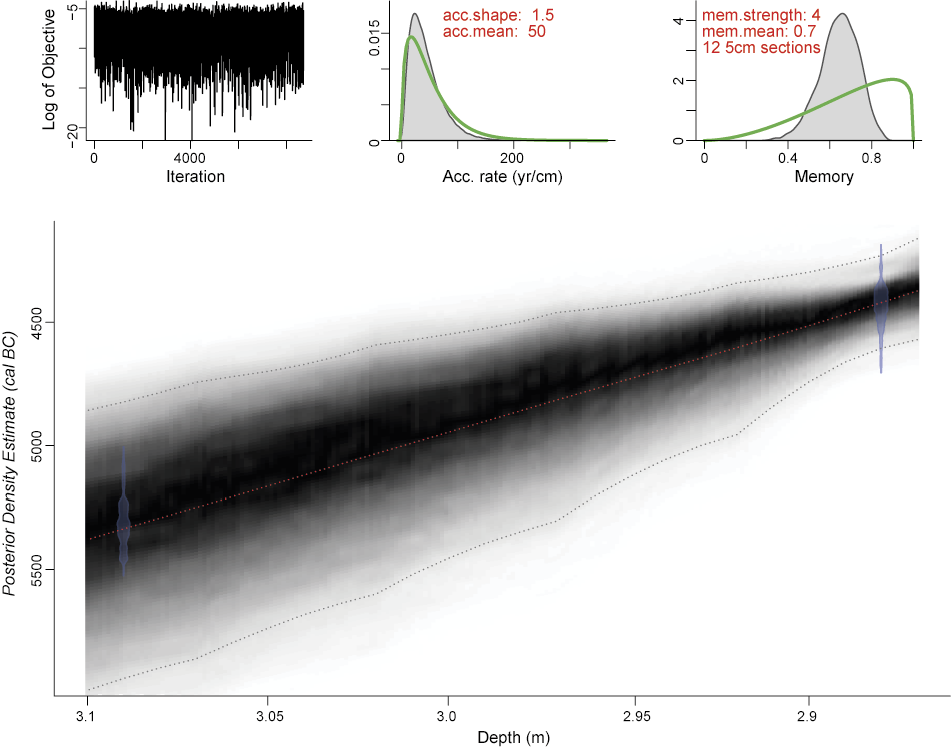 Log of Objective
-5
-20
0
4000
Iteration
0.015
0
acc.shape: 1.5
acc.mean: 50
0
200
Acc. rate (yr/cm)
4
2
0
mem.strength: 4
mem.mean: 0.7
12 5cm sections
0
0.4
0.8
Memory
Posterior Density Estimate (cal BC)
4500
5000
5500
3.1
3.05
3.0
2.95
2.9
Depth (m)